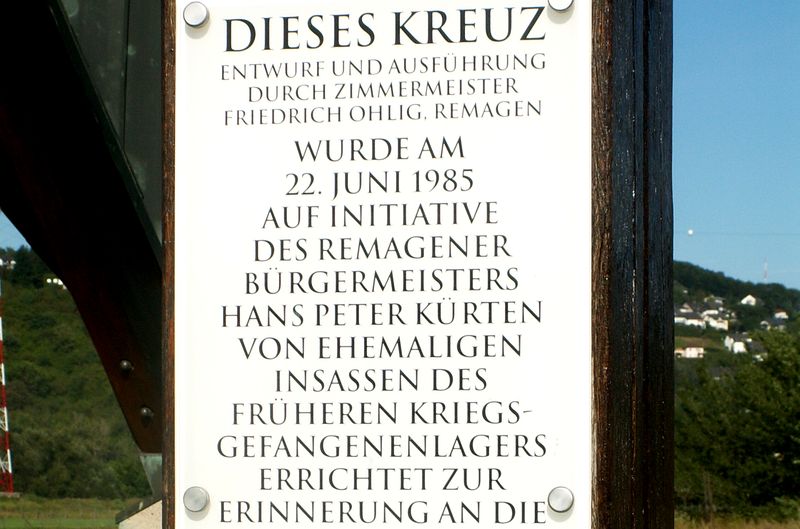 DIESES KREUZ
ENTWURF UND AUSFÜHRUNG
DURCH ZIMMERMEISTER
FRIEDRICH OHLIG, REMAGEN
WURDE AM
22. JUNI 1985
AUF INITIATIVE
DES REMAGENER
BÜRGERMEISTERS
HANS PETER KÜRTEN
VON EHEMALIGEN
INSASSEN DES
FRÜHEREN KRIEGS-
GEFANGENENLAGERS
ERRICHTET ZUR
ERINNERUNG AN DIE